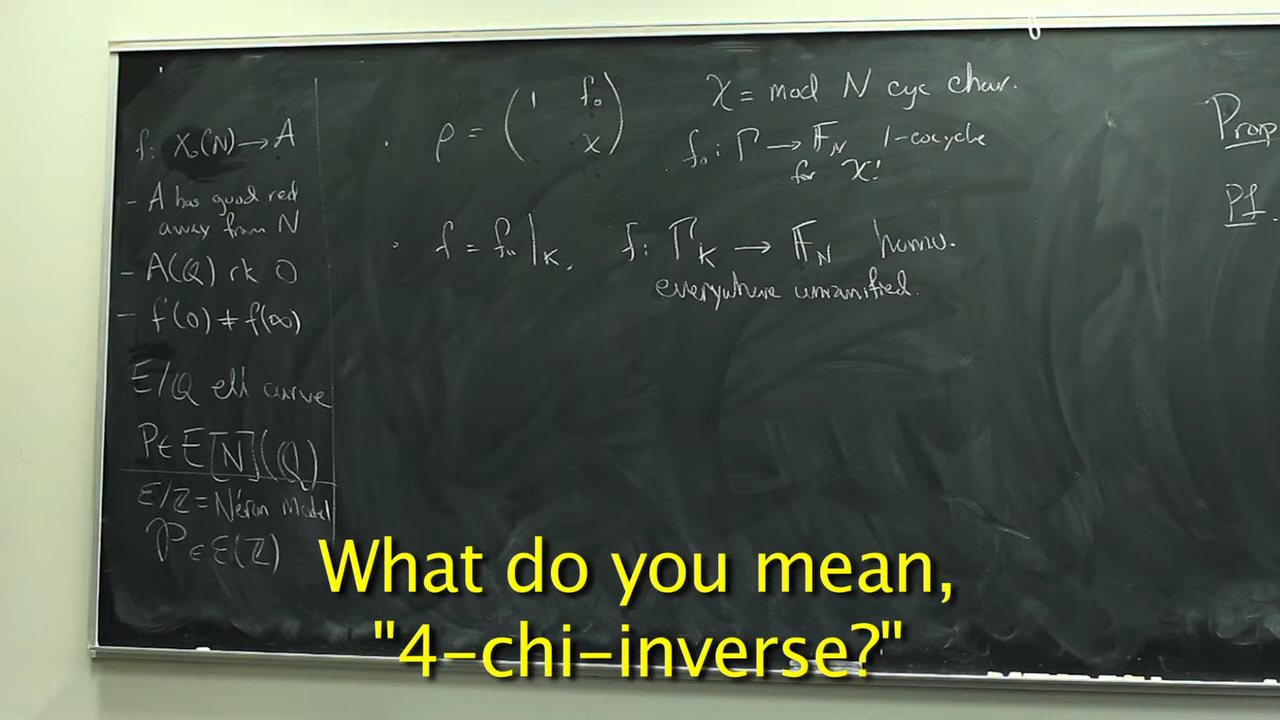 f: X₀(N) → A
- A has good red
away from N
- A(Q) rk 0
- f(0) ≠ f(∞)
E/Q ell curve
P ∈ E[N](Q)
Ɛ/Z = Néron Model
P ∈ Ɛ(Z)
· ρ = ( 1 f₀
χ )
χ = mod N cyc char.
f₀: Γ → F_N 1-cocycle
for χ!
· f = f₀|_K, f: Γ_K → F_N homo.
everywhere unramified.
Prop
Pf.
What do you mean,
"4-chi-inverse?"